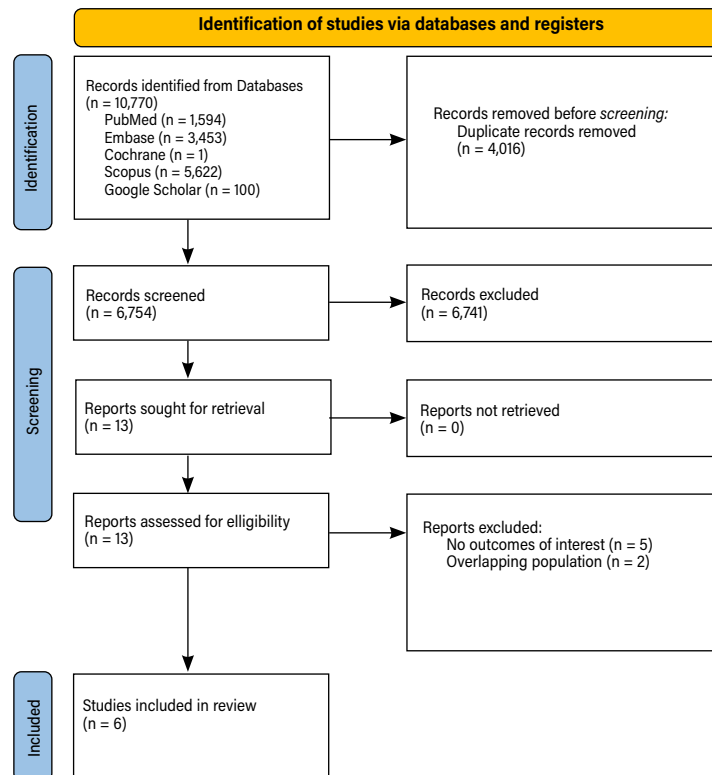 Identification of studies via databases and registers
Identification
Records identified from Databases
(n = 10,770)
PubMed (n = 1,594)
Embase (n = 3,453)
Cochrane (n = 1)
Scopus (n = 5,622)
Google Scholar (n = 100)
Records removed before screening:
Duplicate records removed
(n = 4,016)
Screening
Records screened
(n = 6,754)
Records excluded
(n = 6,741)
Reports sought for retrieval
(n = 13)
Reports not retrieved
(n = 0)
Reports assessed for elligibility
(n = 13)
Reports excluded:
No outcomes of interest (n = 5)
Overlapping population (n = 2)
Included
Studies included in review
(n = 6)